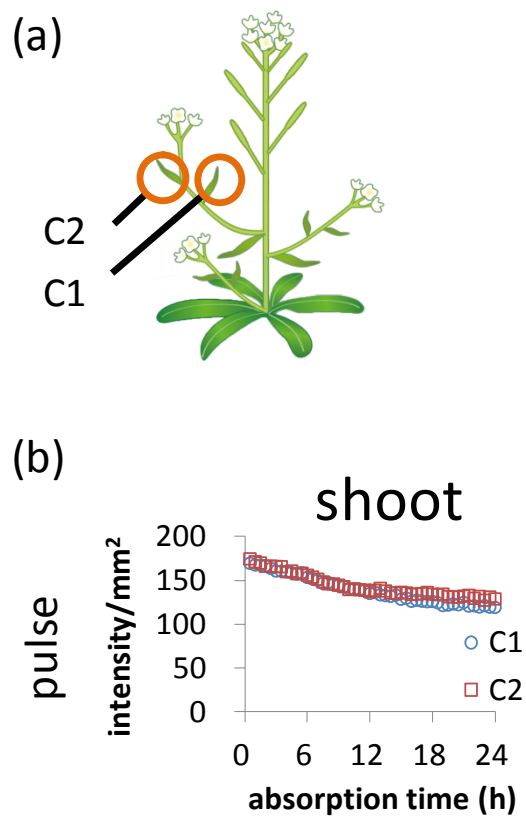 (a)
C2
C1
(b)
shoot
pulse
intensity/mm²
200
150
100
50
0
C1
C2
0 6 12 18 24
absorption time (h)